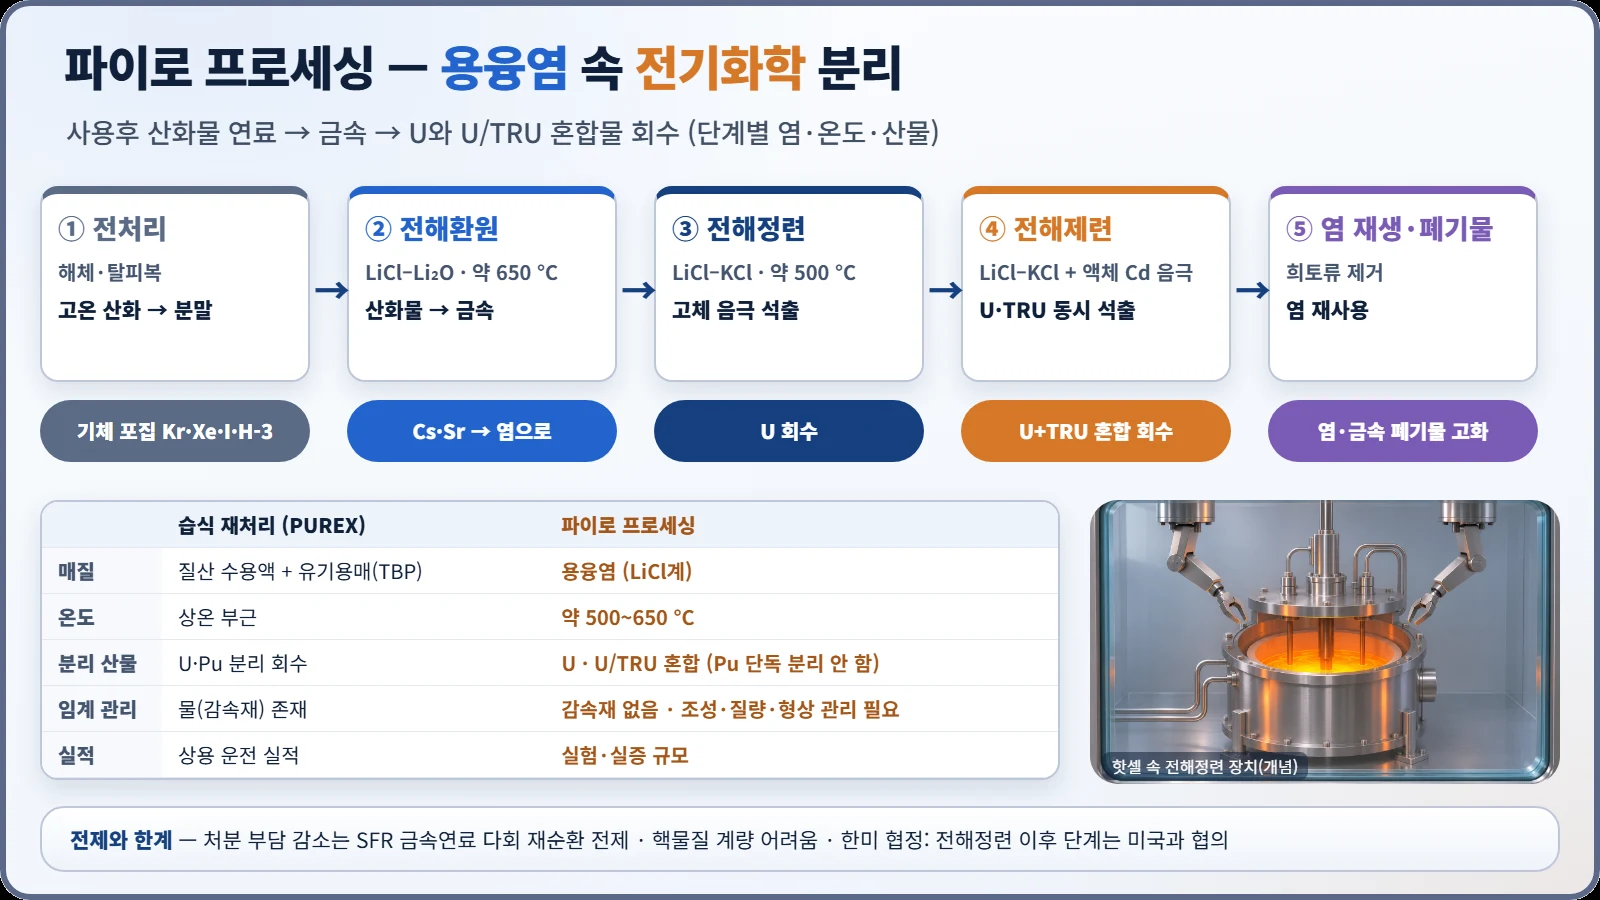 파이로 프로세싱 — 용융염 속 전기화학 분리
사용후 산화물 연료 → 금속 → U와 U/TRU 혼합물 회수 (단계별 염·온도·산물)
① 전처리
해체·탈피복
고온 산화 → 분말
→
② 전해환원
LiCl–Li₂O · 약 650 °C
산화물 → 금속
→
③ 전해정련
LiCl–KCl · 약 500 °C
고체 음극 석출
→
④ 전해제련
LiCl–KCl + 액체 Cd 음극
U·TRU 동시 석출
→
⑤ 염 재생·폐기물
희토류 제거
염 재사용
기체 포집 Kr·Xe·I·H-3
Cs·Sr → 염으로
U 회수
U+TRU 혼합 회수
염·금속 폐기물 고화
습식 재처리 (PUREX) 파이로 프로세싱
매질 질산 수용액 + 유기용매(TBP) 용융염 (LiCl계)
온도 상온 부근 약 500~650 °C
분리 산물 U·Pu 분리 회수 U · U/TRU 혼합 (Pu 단독 분리 안 함)
임계 관리 물(감속재) 존재 감속재 없음 · 조성·질량·형상 관리 필요
실적 상용 운전 실적 실험·실증 규모
핫셀 속 전해정련 장치(개념)
전제와 한계 — 처분 부담 감소는 SFR 금속연료 다회 재순환 전제 · 핵물질 계량 어려움 · 한미 협정: 전해정련 이후 단계는 미국과 협의